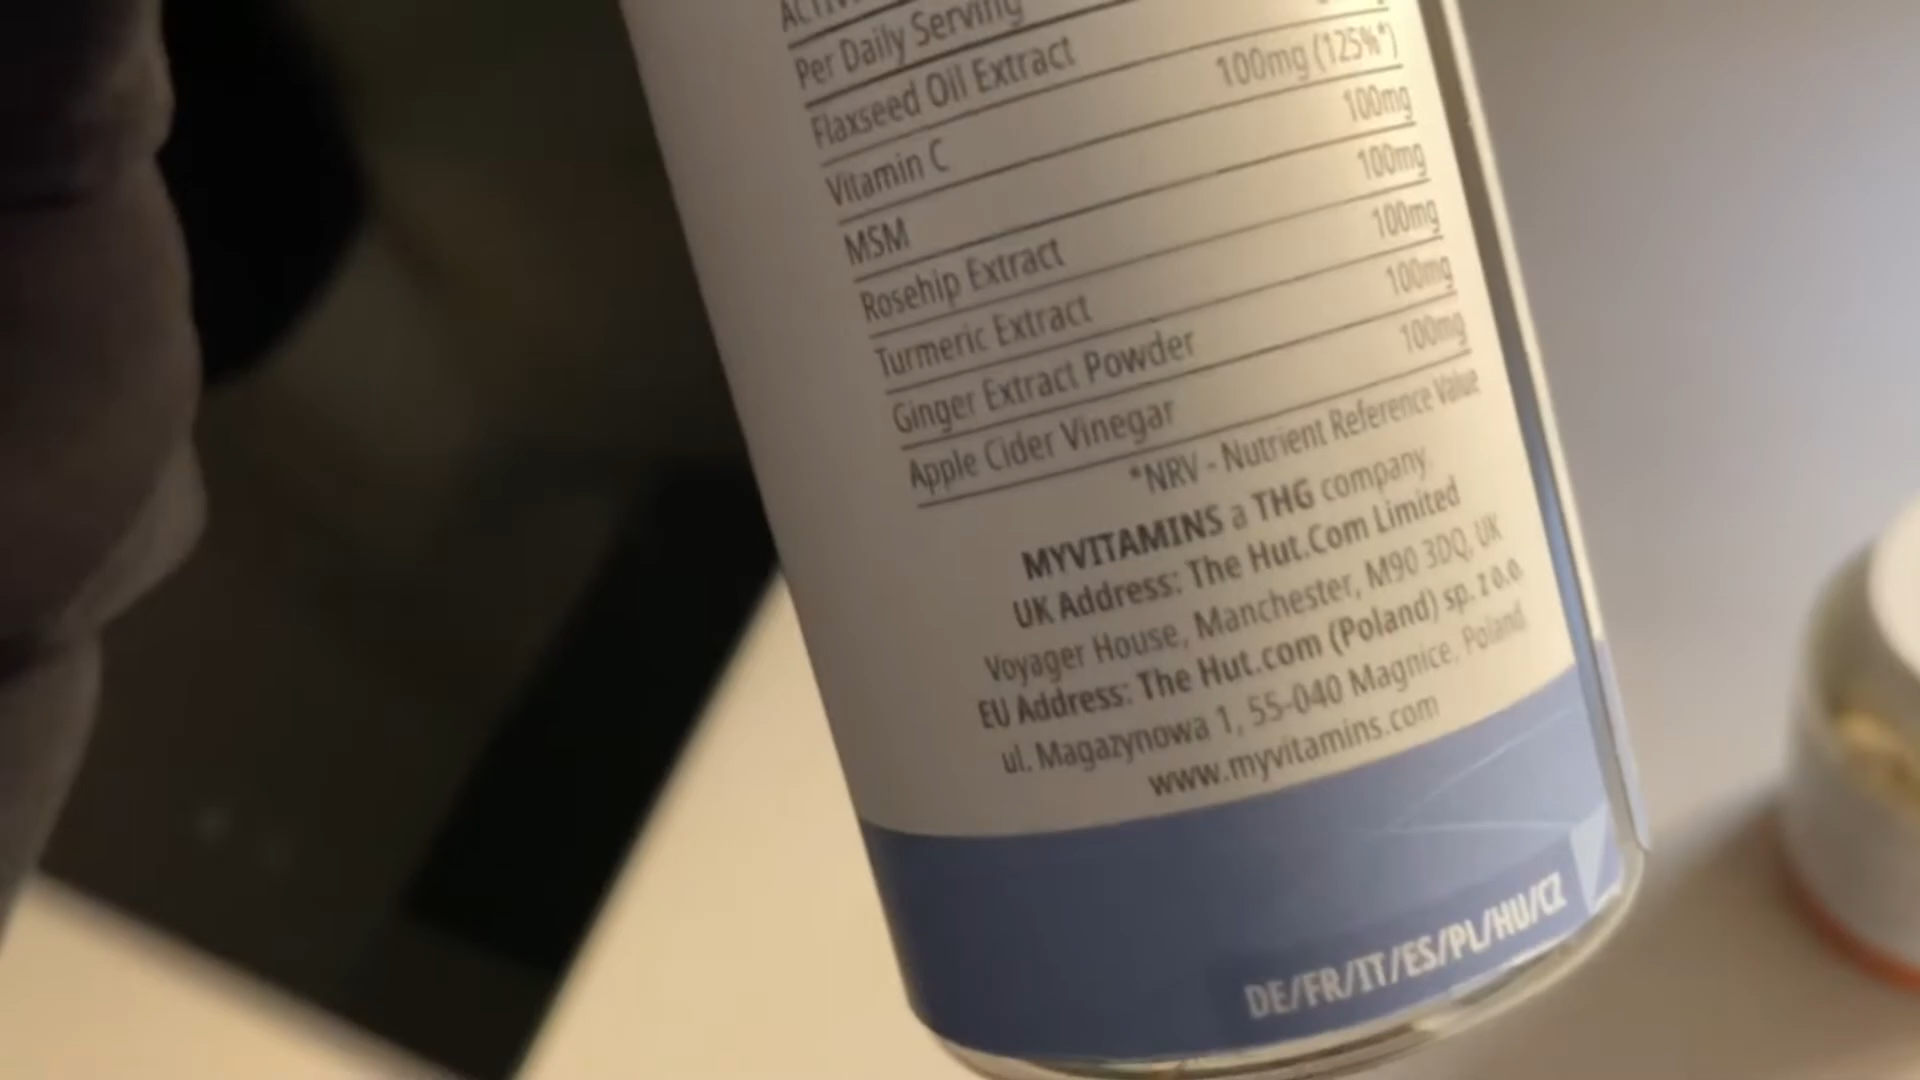 Per Daily Serving
Flaxseed Oil Extract
Vitamin C 100mg (125%*)
MSM 100mg
Rosehip Extract 100mg
Turmeric Extract 100mg
Ginger Extract Powder 100mg
Apple Cider Vinegar 100mg
*NRV - Nutrient Reference Value
MYVITAMINS a THG company.
UK Address: The Hut.Com Limited
Voyager House, Manchester, M90 3DQ, UK
EU Address: The Hut.com (Poland) sp. z o.o.
ul. Magazynowa 1, 55-040 Magnice, Poland
www.myvitamins.com
DE/FR/IT/ES/PL/HU/CZ